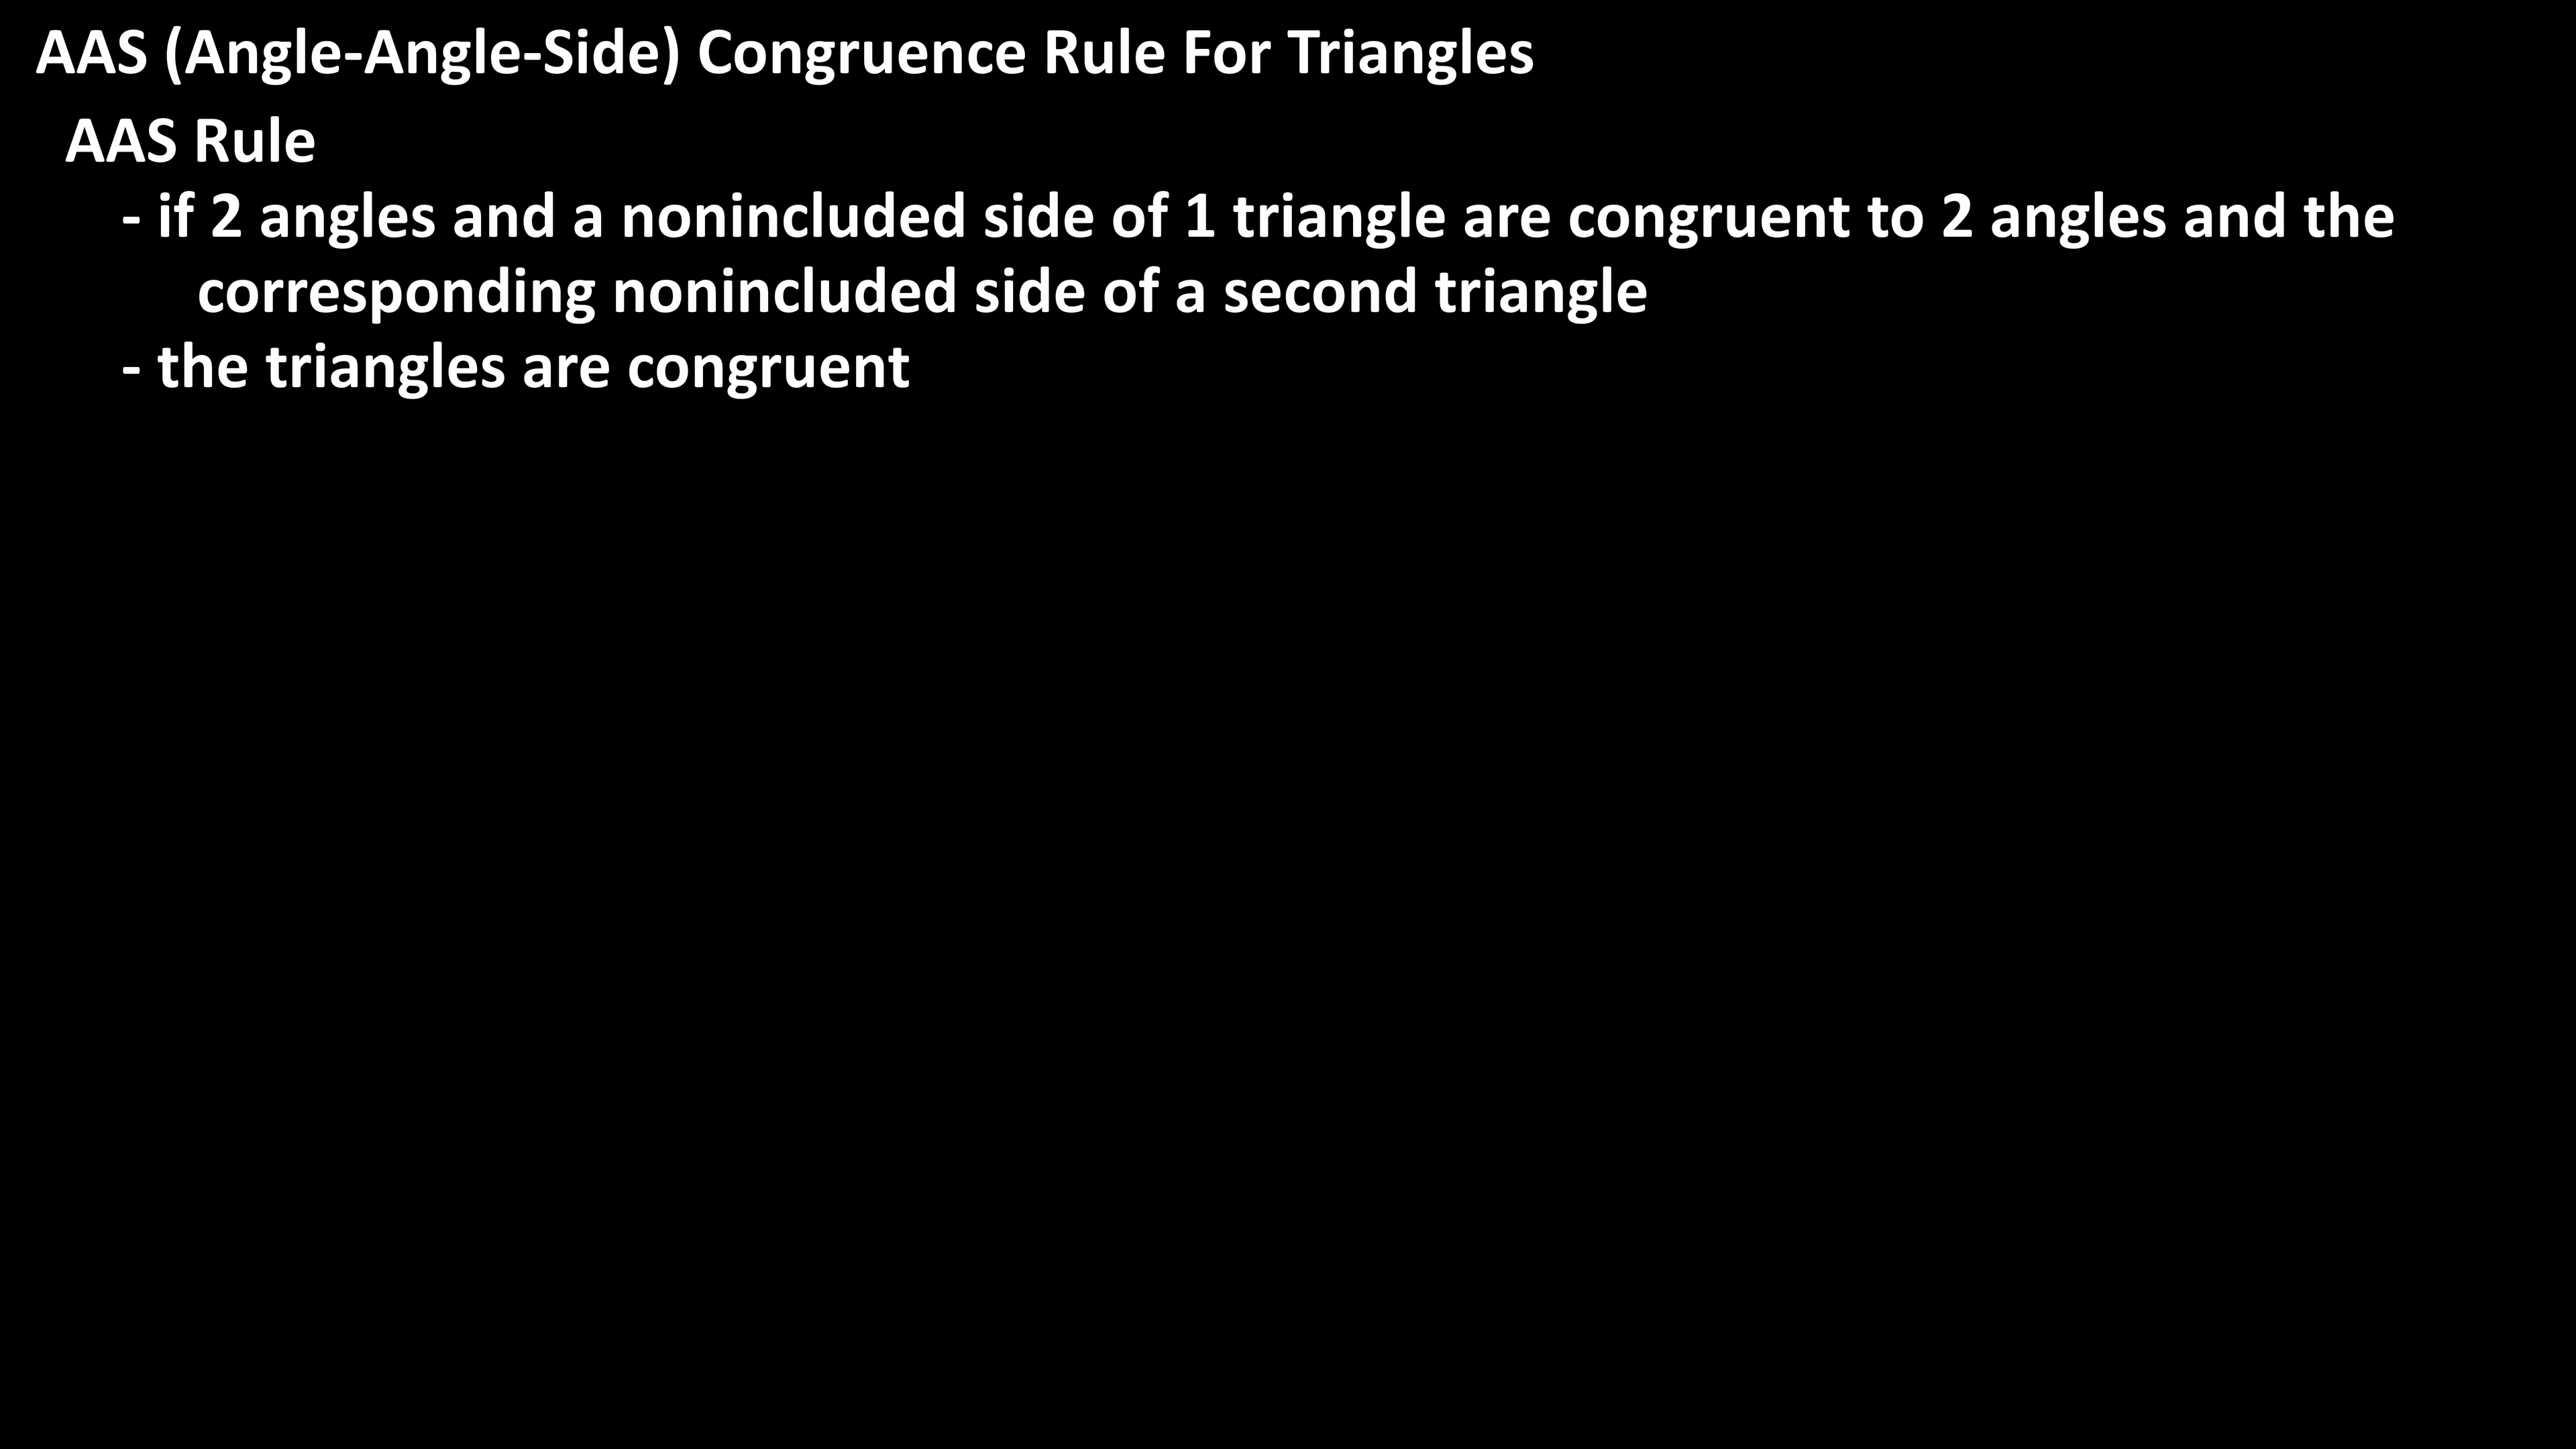 AAS (Angle-Angle-Side) Congruence Rule For Triangles
AAS Rule
- if 2 angles and a nonincluded side of 1 triangle are congruent to 2 angles and the
corresponding nonincluded side of a second triangle
- the triangles are congruent